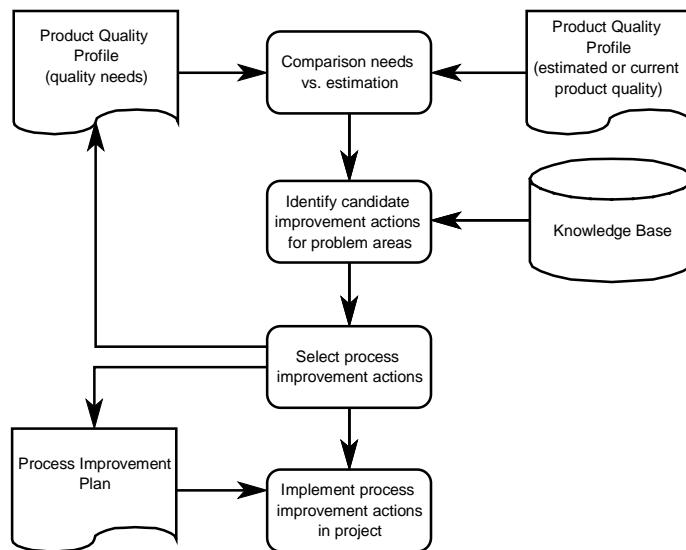 Product Quality
Profile
(quality needs)
Comparison needs
vs. estimation
Product Quality
Profile
(estimated or current
product quality)
Identify candidate
improvement actions
for problem areas
Knowledge Base
Select process
improvement actions
Process Improvement
Plan
Implement process
improvement actions
in project